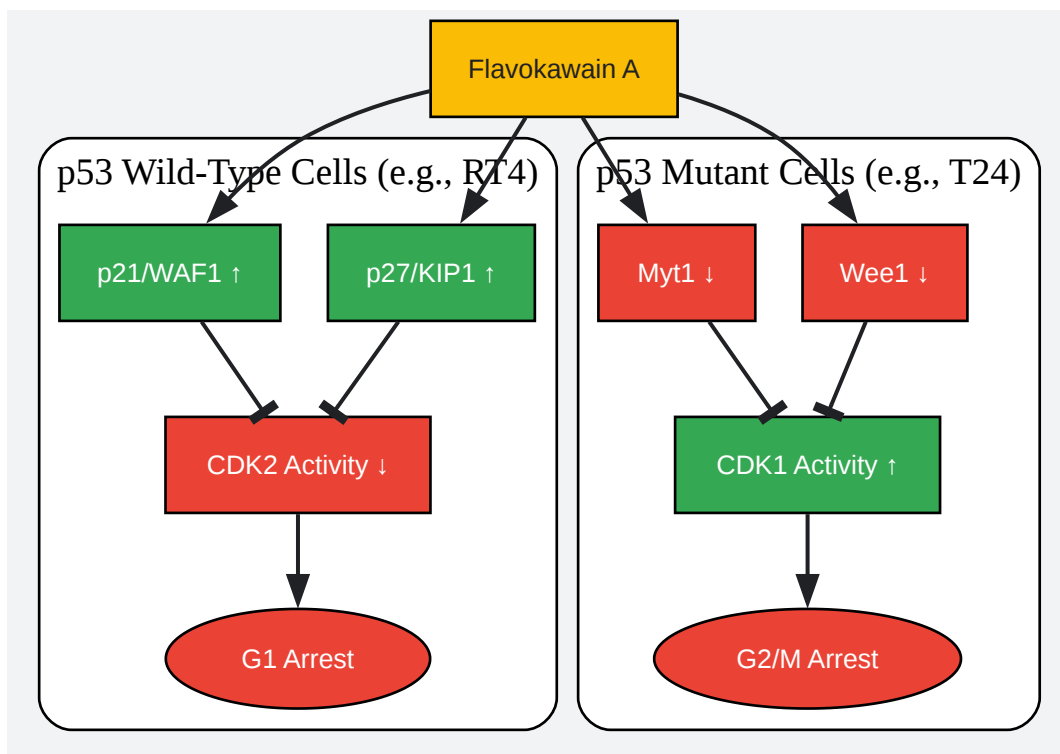 Flavokawain A
p53 Wild-Type Cells (e.g., RT4)
p53 Mutant Cells (e.g., T24)
p21/WAF1 ↑
p27/KIP1 ↑
Myt1 ↓
Wee1 ↓
CDK2 Activity ↓
CDK1 Activity ↑
G1 Arrest
G2/M Arrest